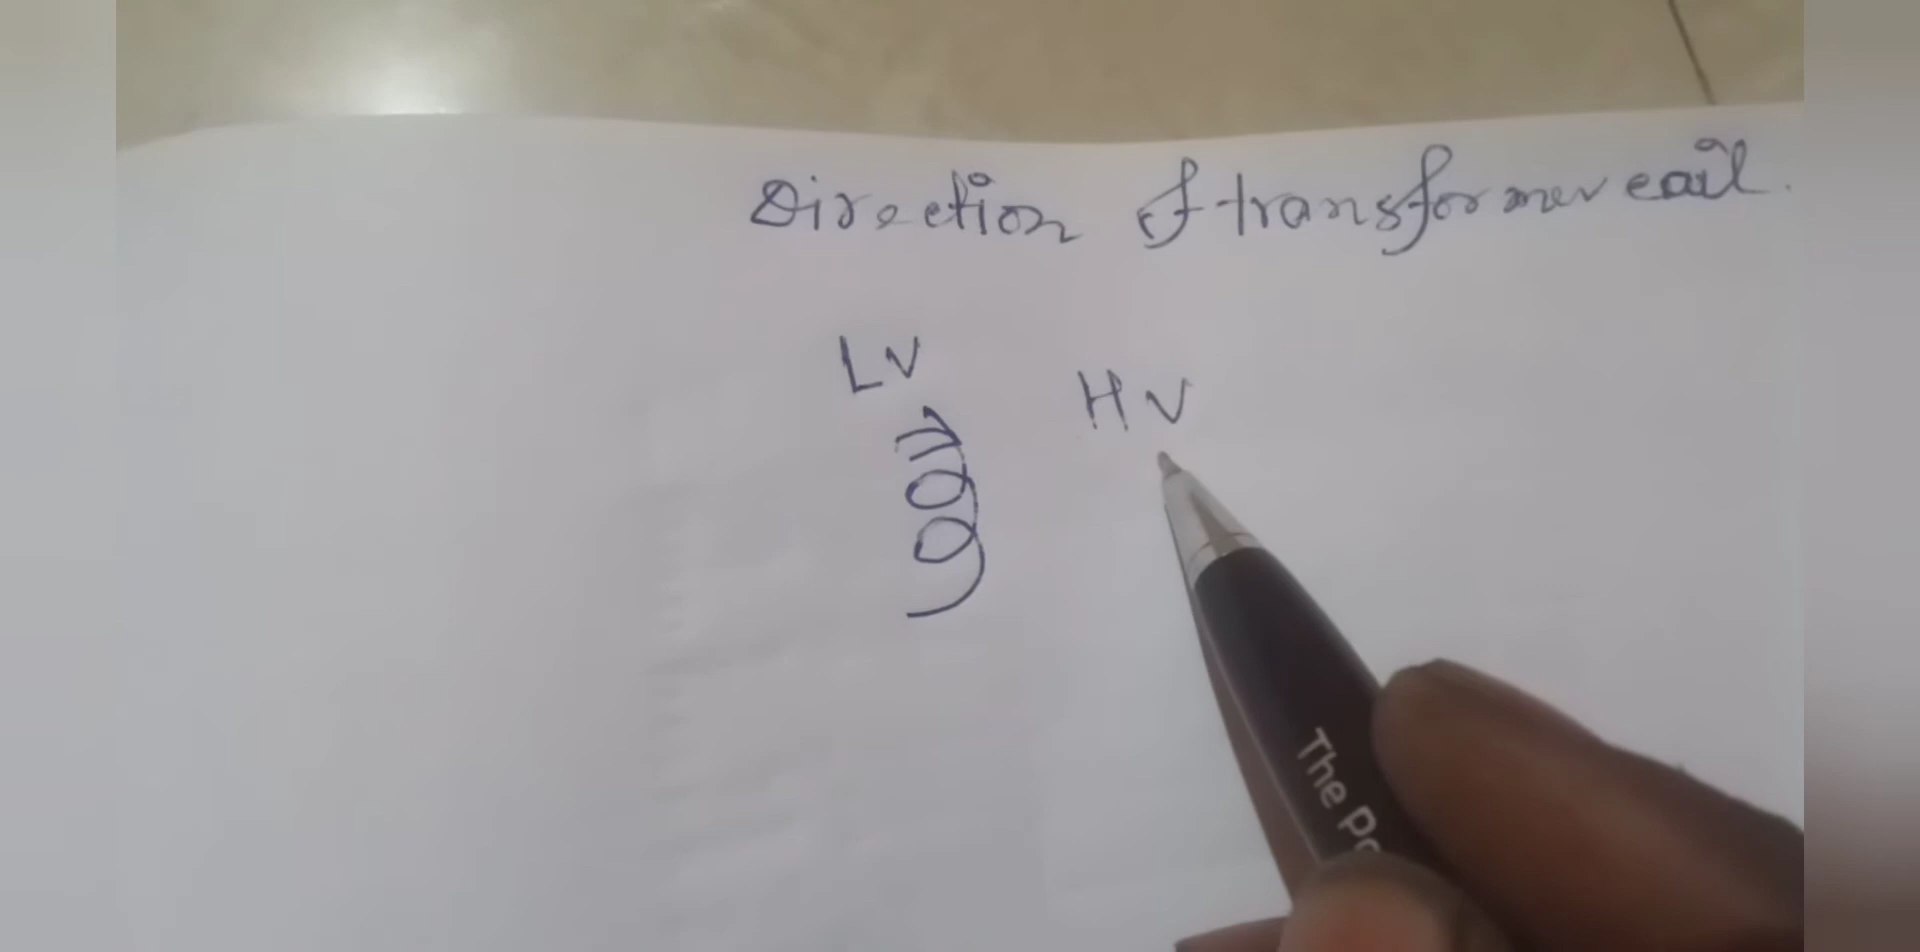 Direction of transformer coil.
LV
HV
The Po